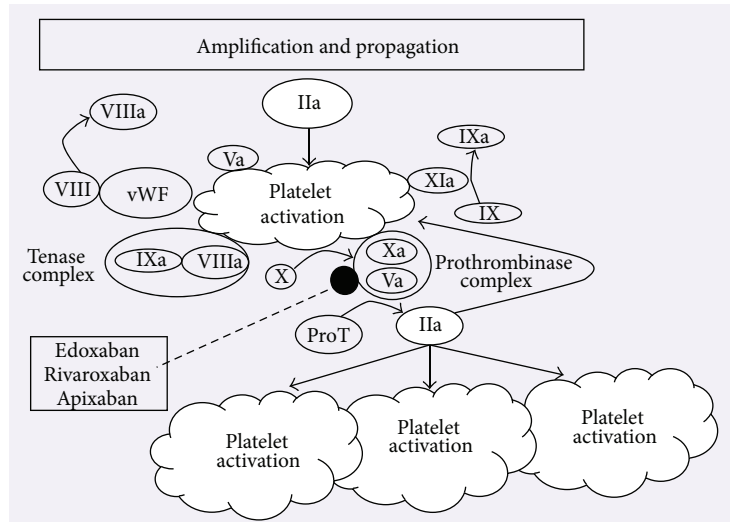 Amplification and propagation
VIIIa
IIa
IXa
Va
XIa
VIII
vWF
Platelet
activation
IX
Tenase
complex
IXa
VIIIa
X
Xa
Va
Prothrombinase
complex
ProT
IIa
Edoxaban
Rivaroxaban
Apixaban
Platelet
activation
Platelet
activation
Platelet
activation